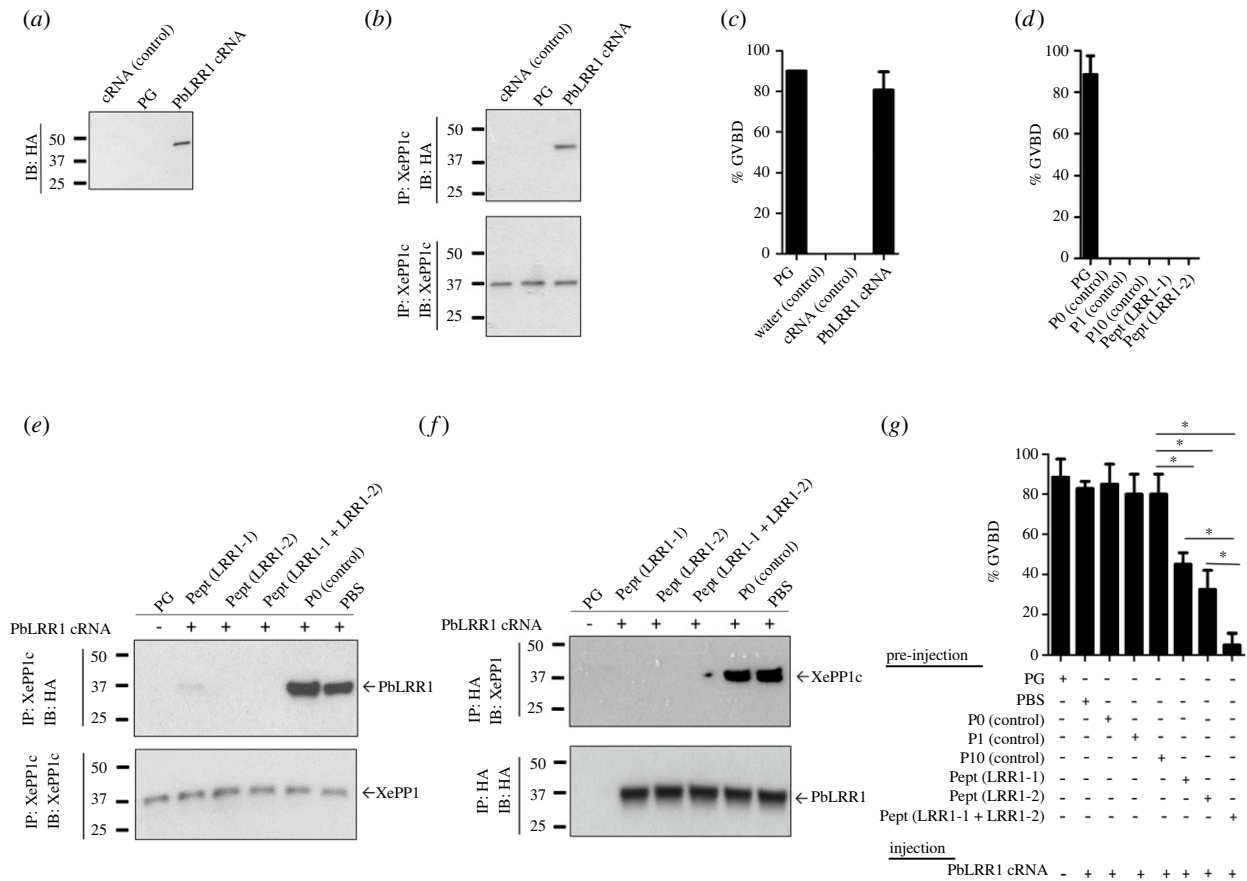 (a)
cRNA (control)
PG
PbLRR1 cRNA
IB: HA
50
37
25
(b)
cRNA (control)
PG
PbLRR1 cRNA
IP: XePP1c
IB: HA
50
37
25
IP: XePP1c
IB: XePP1c
50
37
25
(c)
% GVBD
100
80
60
40
20
0
PG
water (control)
cRNA (control)
PbLRR1 cRNA
(d)
% GVBD
100
80
60
40
20
0
PG
P0 (control)
P1 (control)
P10 (control)
Pept (LRR1-1)
Pept (LRR1-2)
(e)
PG
Pept (LRR1-1)
Pept (LRR1-2)
Pept (LRR1-1 + LRR1-2)
P0 (control)
PBS
PbLRR1 cRNA - + + + + +
IP: XePP1c
IB: HA
50
37
25
←PbLRR1
IP: XePP1c
IB: XePP1c
50
37
25
←XePP1
(f)
PG
Pept (LRR1-1)
Pept (LRR1-2)
Pept (LRR1-1 + LRR1-2)
P0 (control)
PBS
PbLRR1 cRNA - + + + + +
IP: HA
IB: XePP1
50
37
25
←XePP1c
IP: HA
IB: HA
50
37
25
←PbLRR1
(g)
% GVBD
100
80
60
40
20
0
*
*
*
*
*
pre-injection
PG + - - - - - - -
PBS - + - - - - - -
P0 (control) - - + - - - - -
P1 (control) - - - + - - - -
P10 (control) - - - - + - - -
Pept (LRR1-1) - - - - - + - -
Pept (LRR1-2) - - - - - - + -
Pept (LRR1-1 + LRR1-2) - - - - - - - +
injection
PbLRR1 cRNA - + + + + + + +